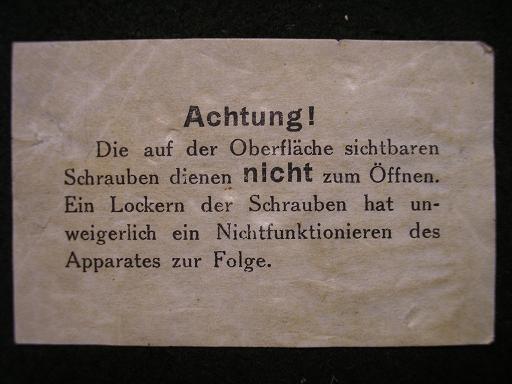 Achtung!
Die auf der Oberfläche sichtbaren
Schrauben dienen nicht zum Öffnen.
Ein Lockern der Schrauben hat un-
weigerlich ein Nichtfunktionieren des
Apparates zur Folge.